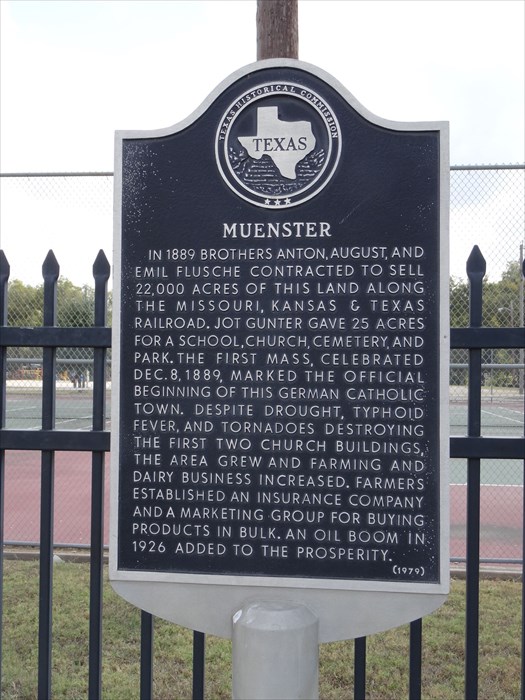 TEXAS HISTORICAL COMMISSION
TEXAS
MUENSTER
IN 1889 BROTHERS ANTON, AUGUST, AND
EMIL FLUSCHE CONTRACTED TO SELL
22,000 ACRES OF THIS LAND ALONG
THE MISSOURI, KANSAS & TEXAS
RAILROAD. JOT GUNTER GAVE 25 ACRES
FOR A SCHOOL, CHURCH, CEMETERY, AND
PARK. THE FIRST MASS, CELEBRATED
DEC. 8, 1889, MARKED THE OFFICIAL
BEGINNING OF THIS GERMAN CATHOLIC
TOWN. DESPITE DROUGHT, TYPHOID
FEVER, AND TORNADOES DESTROYING
THE FIRST TWO CHURCH BUILDINGS,
THE AREA GREW AND FARMING AND
DAIRY BUSINESS INCREASED. FARMERS
ESTABLISHED AN INSURANCE COMPANY
AND A MARKETING GROUP FOR BUYING
PRODUCTS IN BULK. AN OIL BOOM IN
1926 ADDED TO THE PROSPERITY.
(1979)